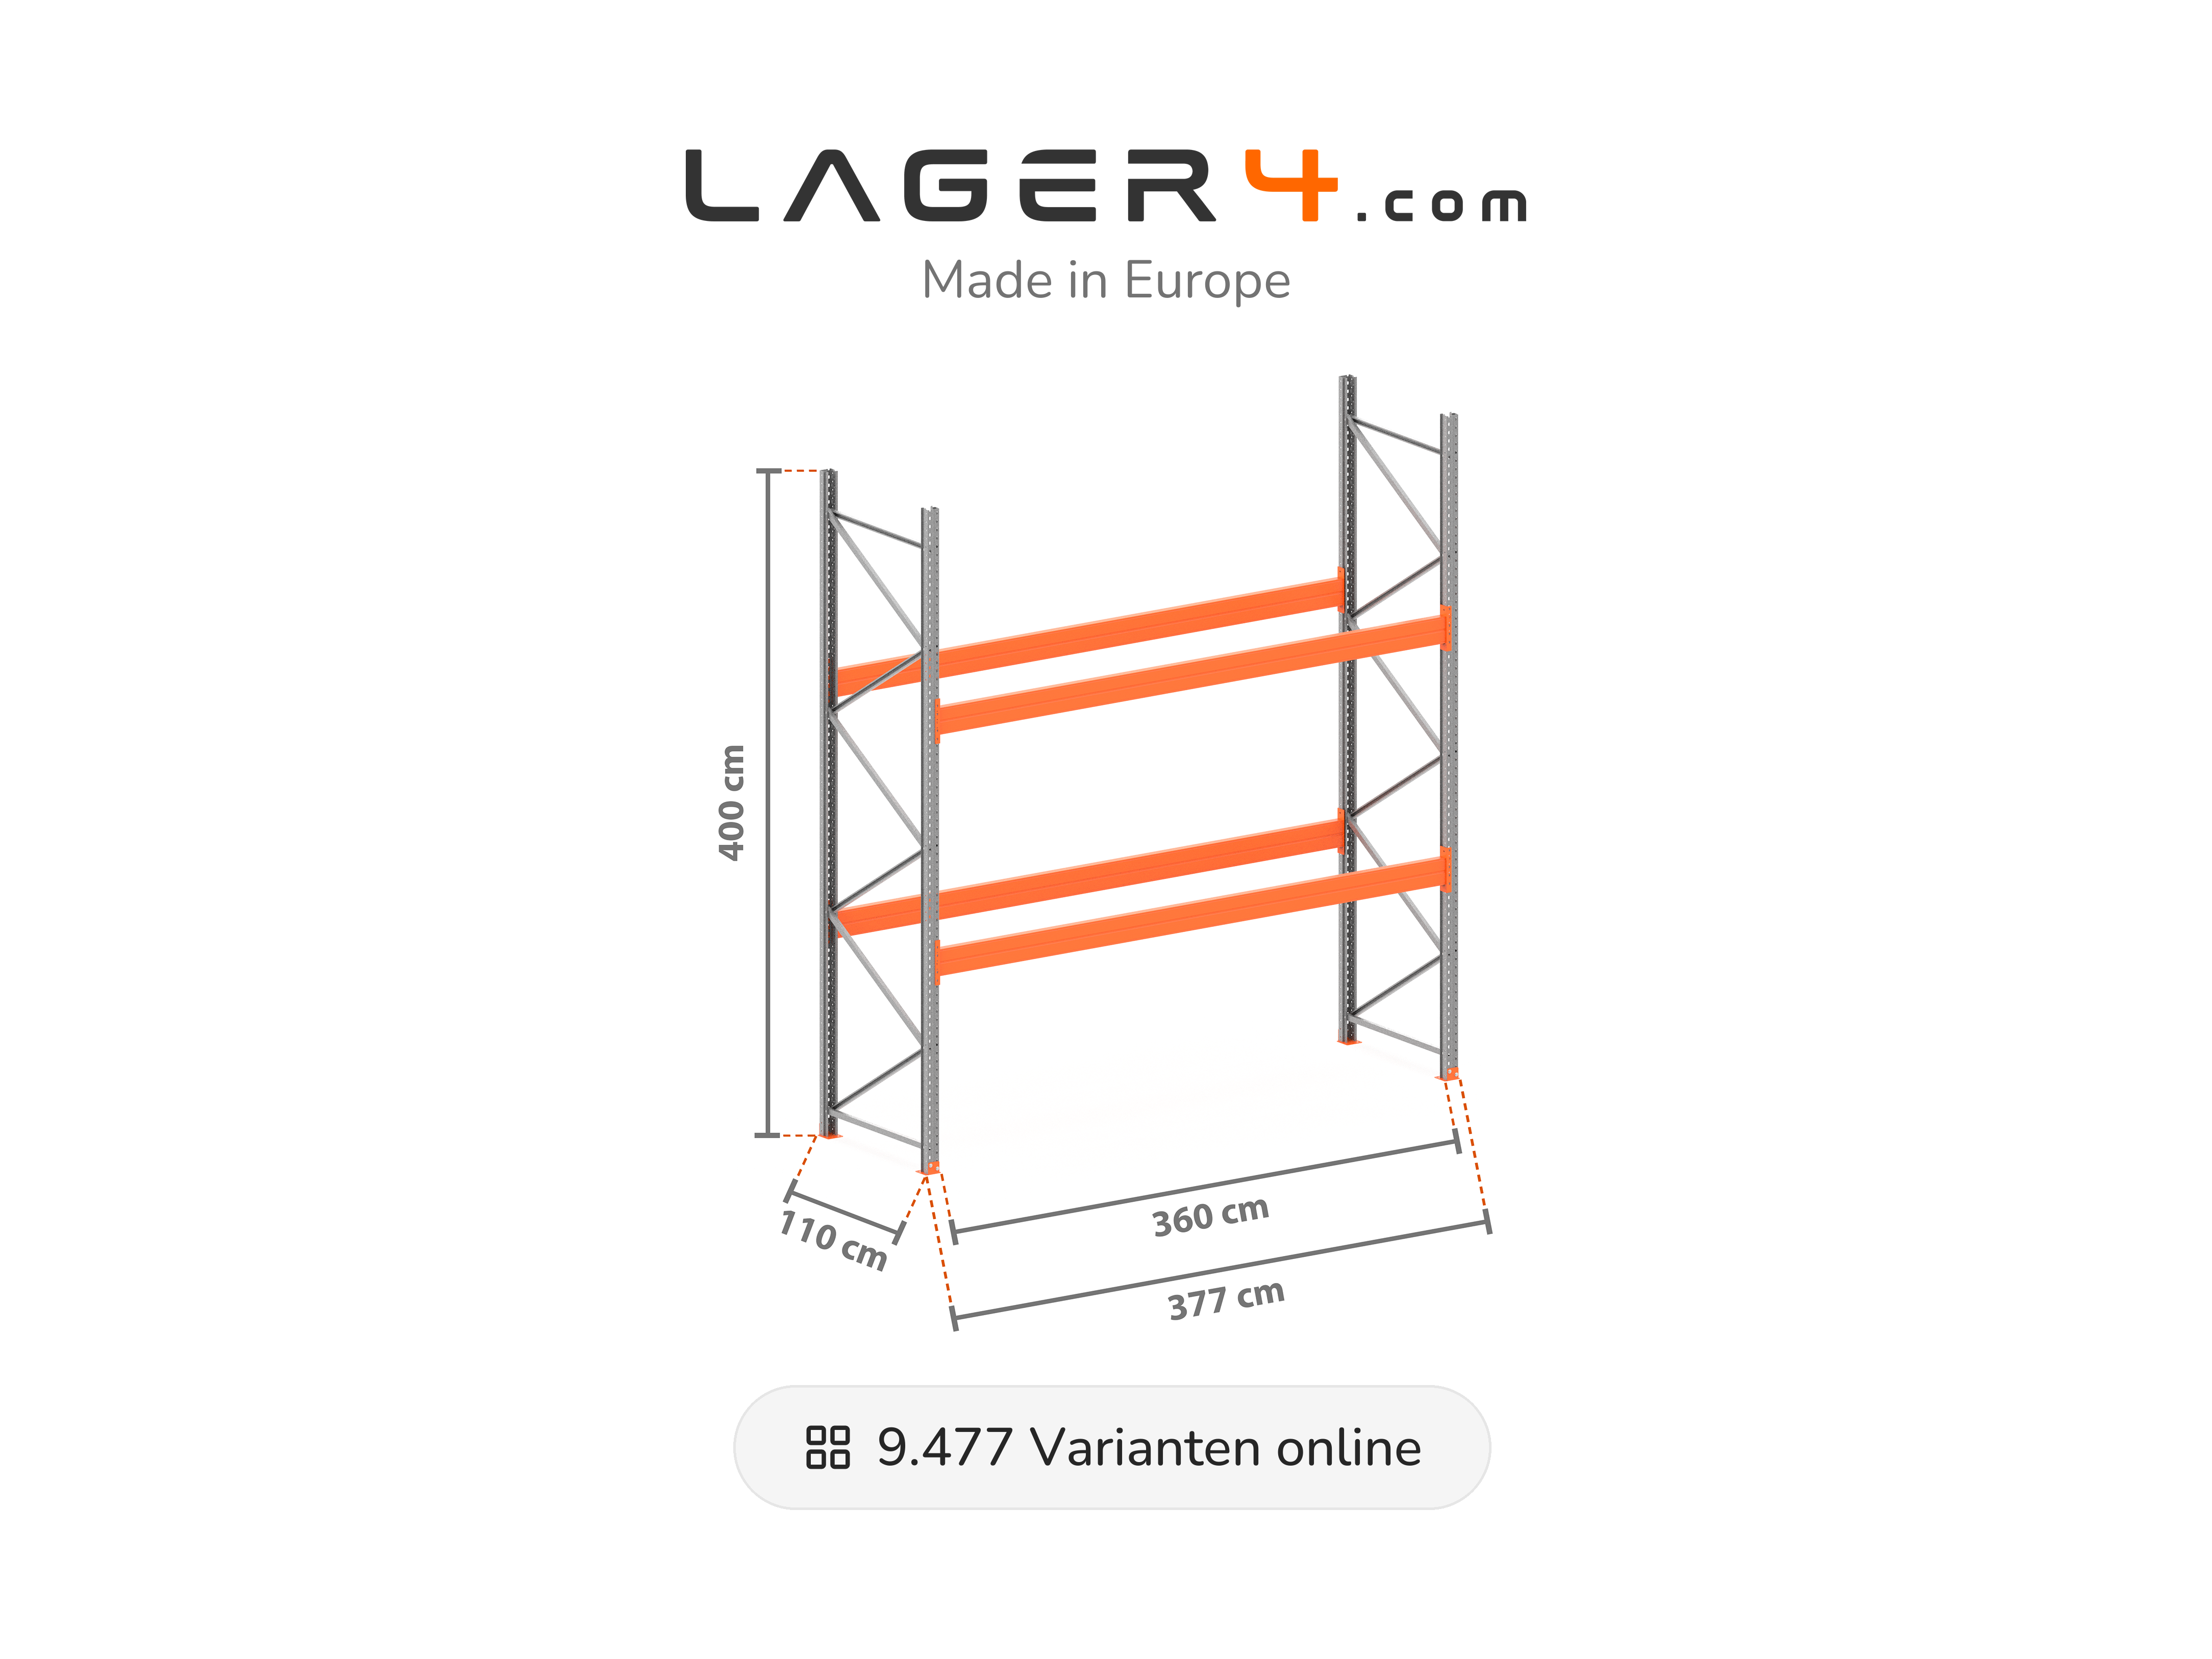 LAGER4.com
Made in Europe
400 cm
110 cm
360 cm
377 cm
9.477 Varianten online